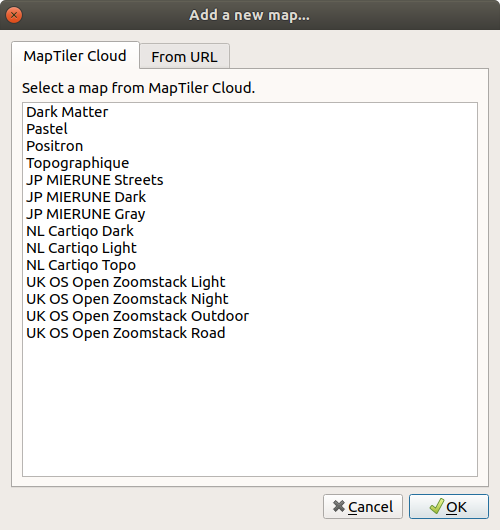 Add a new map...
MapTiler Cloud
From URL
Select a map from MapTiler Cloud.
Dark Matter
Pastel
Positron
Topographique
JP MIERUNE Streets
JP MIERUNE Dark
JP MIERUNE Gray
NL Cartiqo Dark
NL Cartiqo Light
NL Cartiqo Topo
UK OS Open Zoomstack Light
UK OS Open Zoomstack Night
UK OS Open Zoomstack Outdoor
UK OS Open Zoomstack Road
Cancel
OK